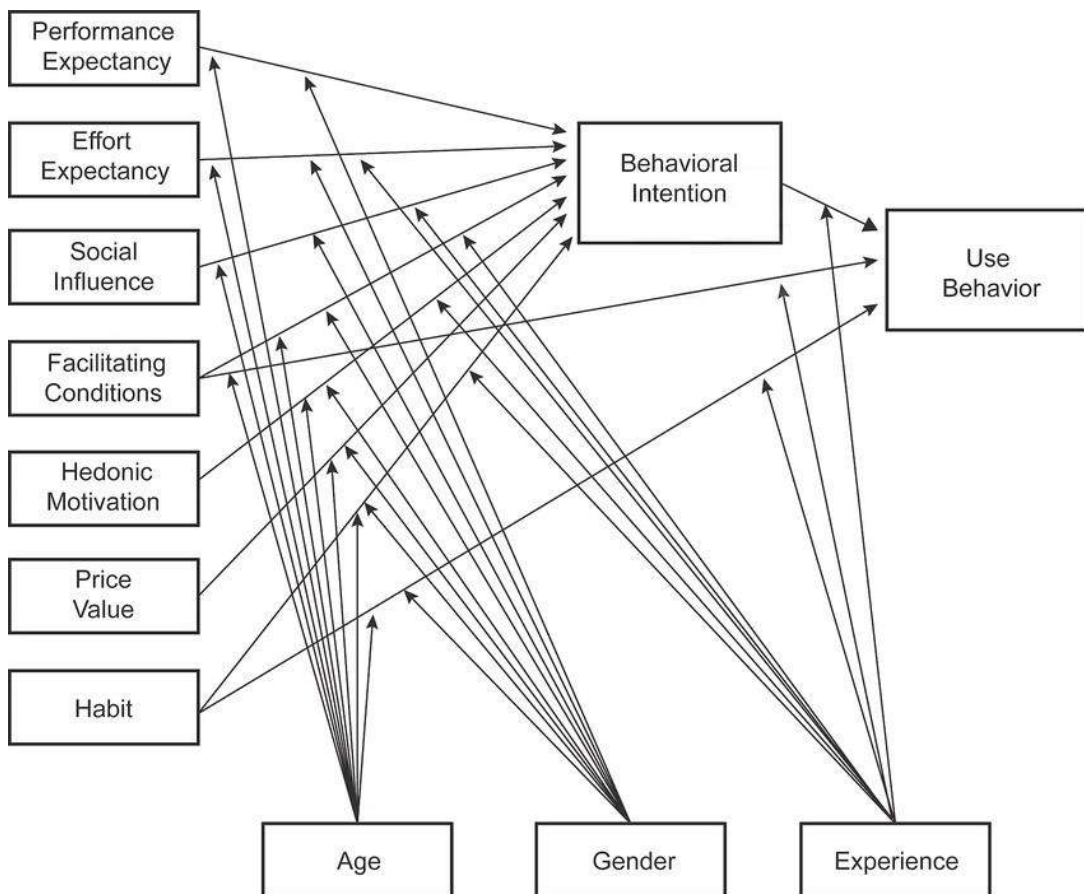 Performance
Expectancy
Effort
Expectancy
Social
Influence
Facilitating
Conditions
Hedonic
Motivation
Price
Value
Habit
Behavioral
Intention
Use
Behavior
Age
Gender
Experience